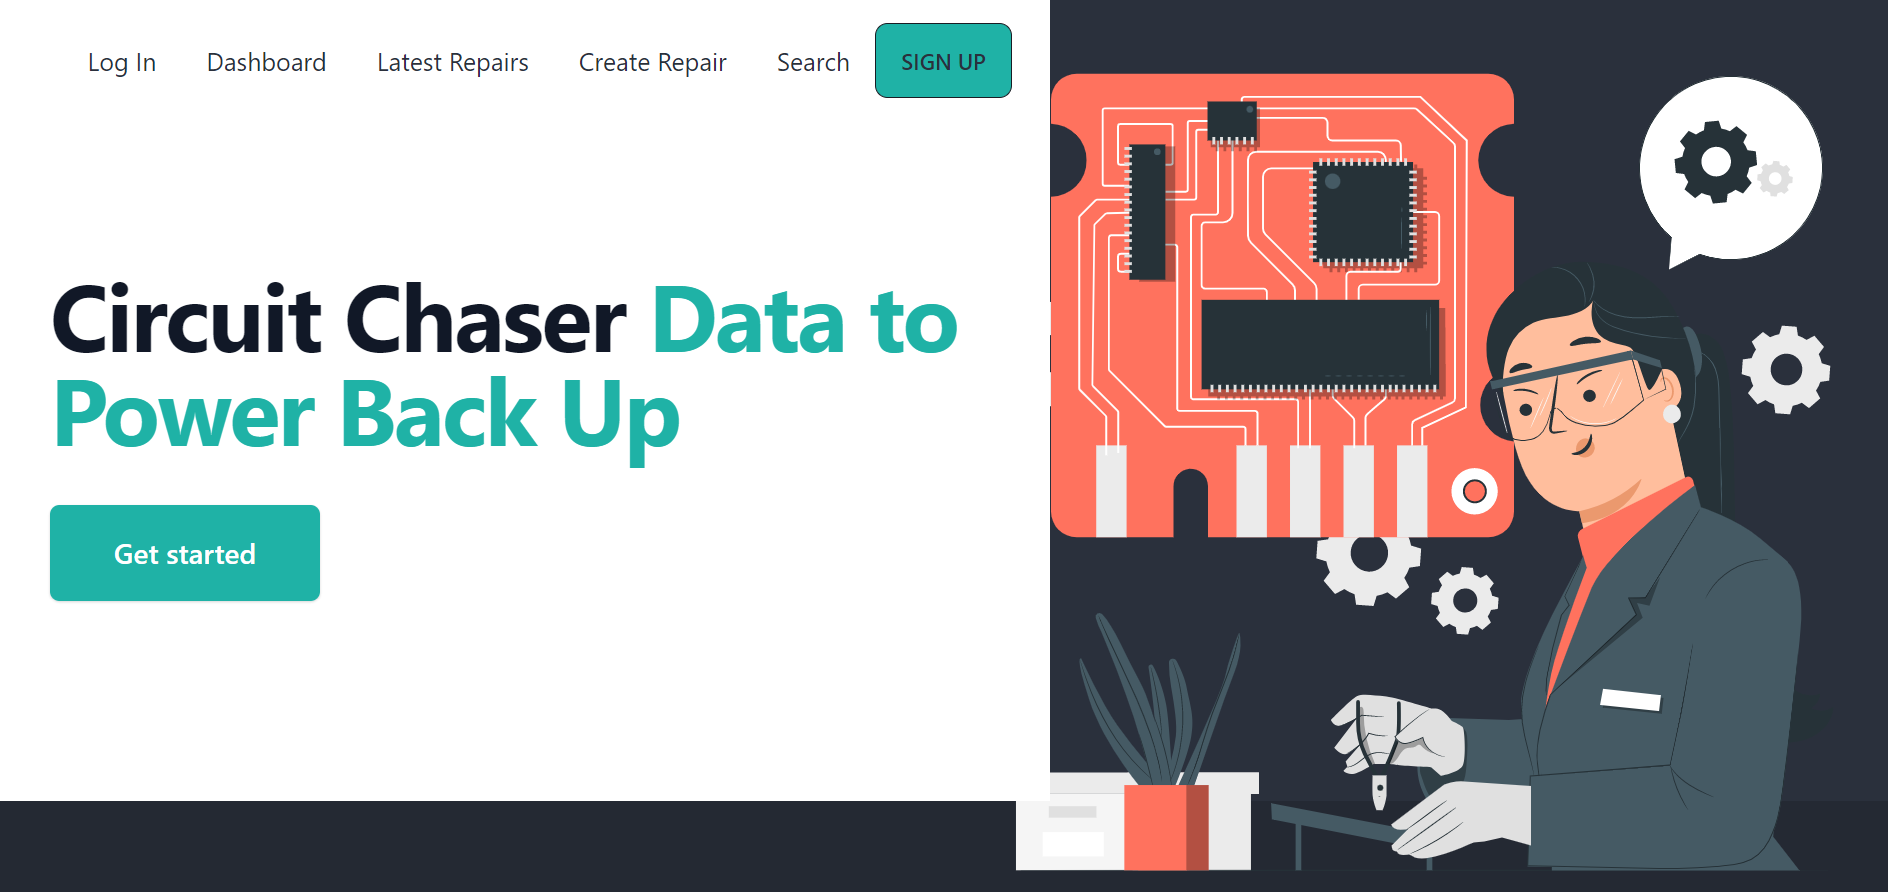 Log In Dashboard Latest Repairs Create Repair Search SIGN UP
Circuit Chaser Data to
Power Back Up
Get started